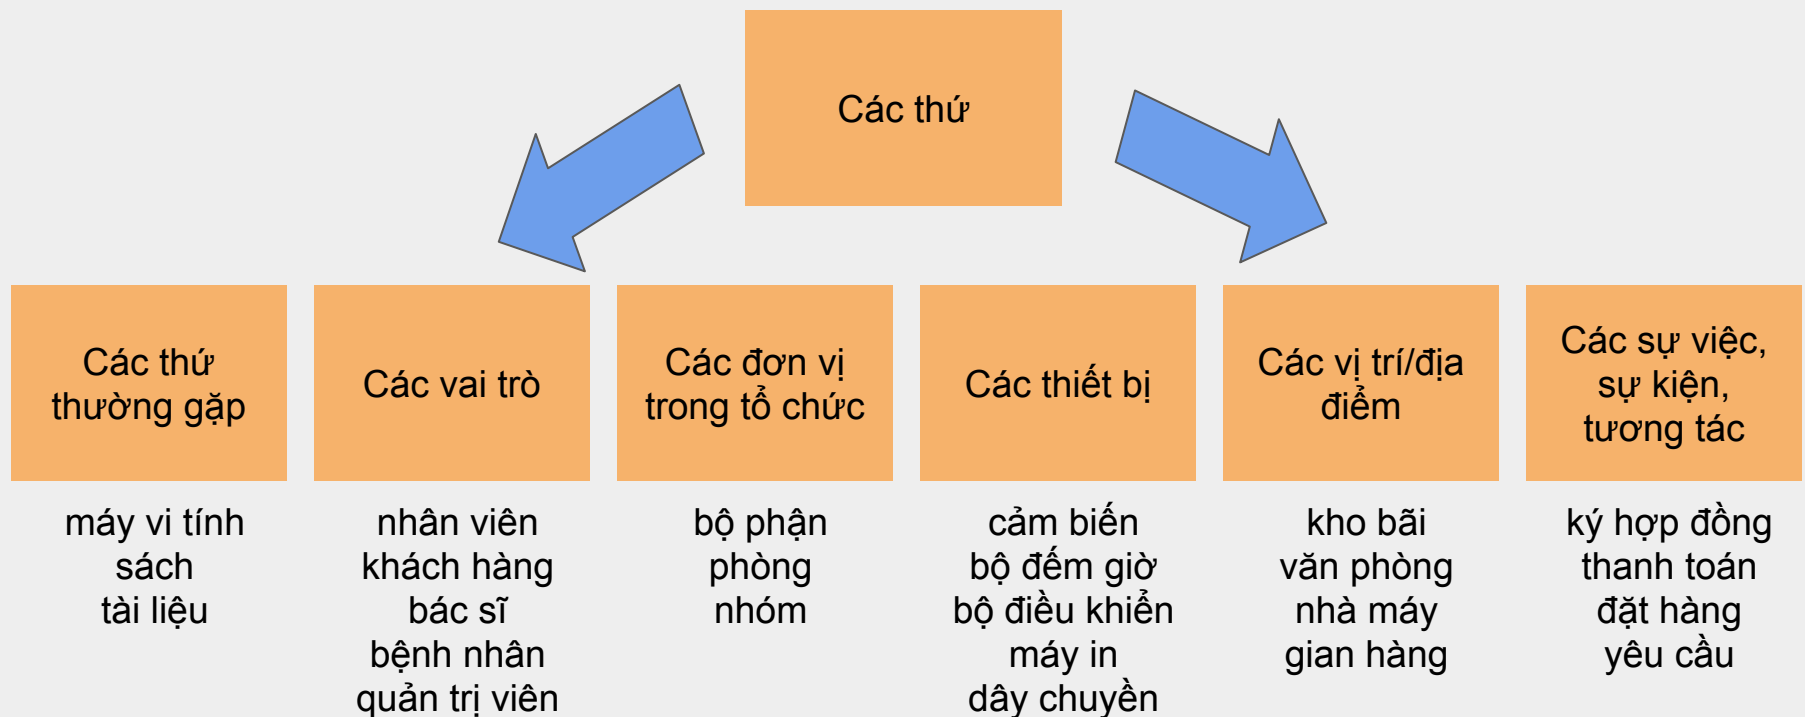 Các thứ
Các thứ
thường gặp
Các vai trò
Các đơn vị
trong tổ chức
Các thiết bị
Các vị trí/địa
điểm
Các sự việc,
sự kiện,
tương tác
máy vi tính
sách
tài liệu
nhân viên
khách hàng
bác sĩ
bệnh nhân
quản trị viên
bộ phận
phòng
nhóm
cảm biến
bộ đếm giờ
bộ điều khiển
máy in
dây chuyền
kho bãi
văn phòng
nhà máy
gian hàng
ký hợp đồng
thanh toán
đặt hàng
yêu cầu